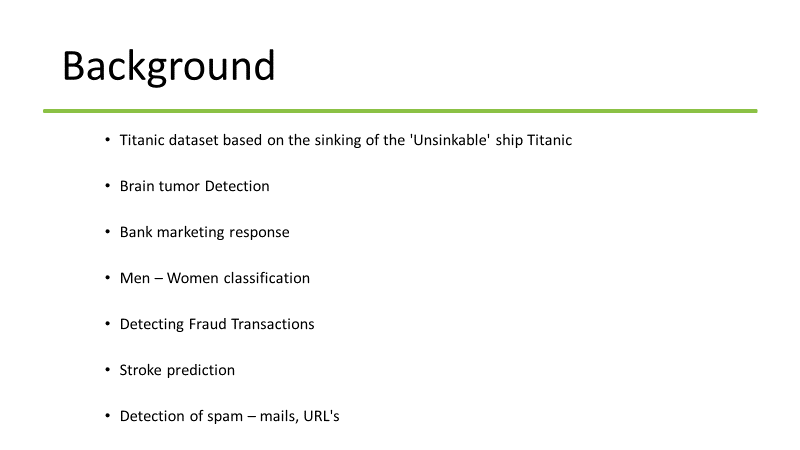 Background
• Titanic dataset based on the sinking of the 'Unsinkable' ship Titanic
• Brain tumor Detection
• Bank marketing response
• Men – Women classification
• Detecting Fraud Transactions
• Stroke prediction
• Detection of spam – mails, URL's